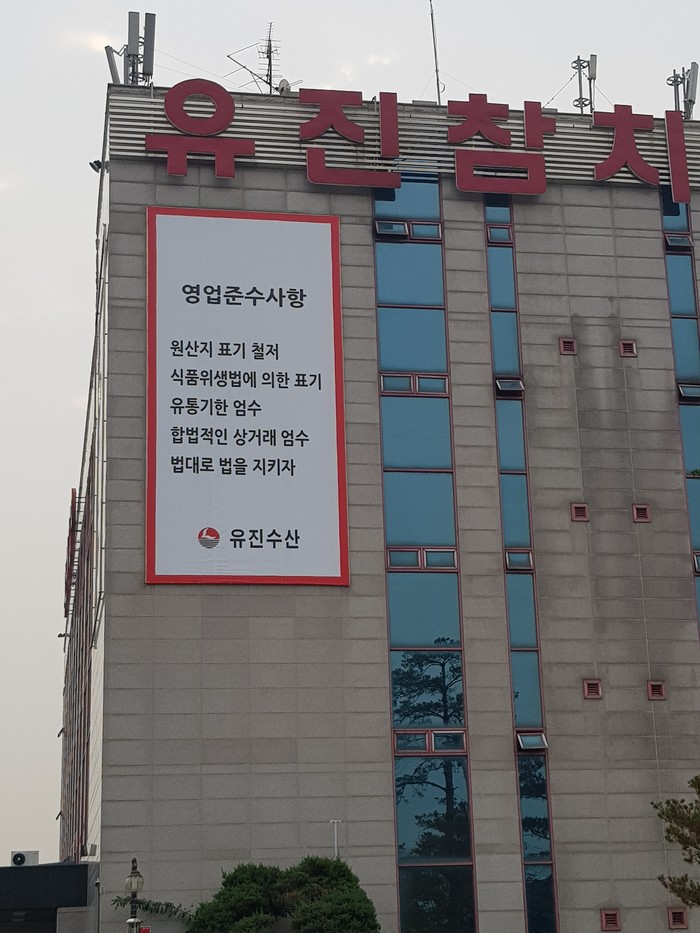 유진참치
영업준수사항
원산지 표기 철저
식품위생법에 의한 표기
유통기한 엄수
합법적인 상거래 엄수
법대로 법을 지키자
유진수산